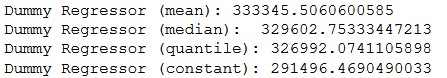 Dummy Regressor (mean): 333345.5060600585
Dummy Regressor (median):  329602.75333447213
Dummy Regressor (quantile): 326992.0741105898
Dummy Regressor (constant): 291496.4690490033